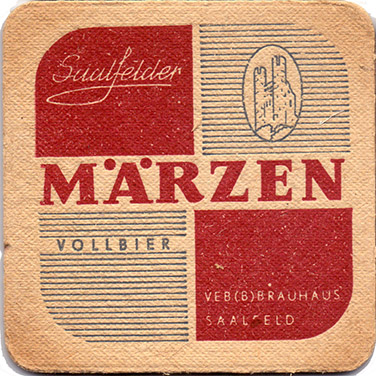 Saalfelder
MÄRZEN
VOLLBIER
VEB(B)BRAUHAUS
SAALFELD